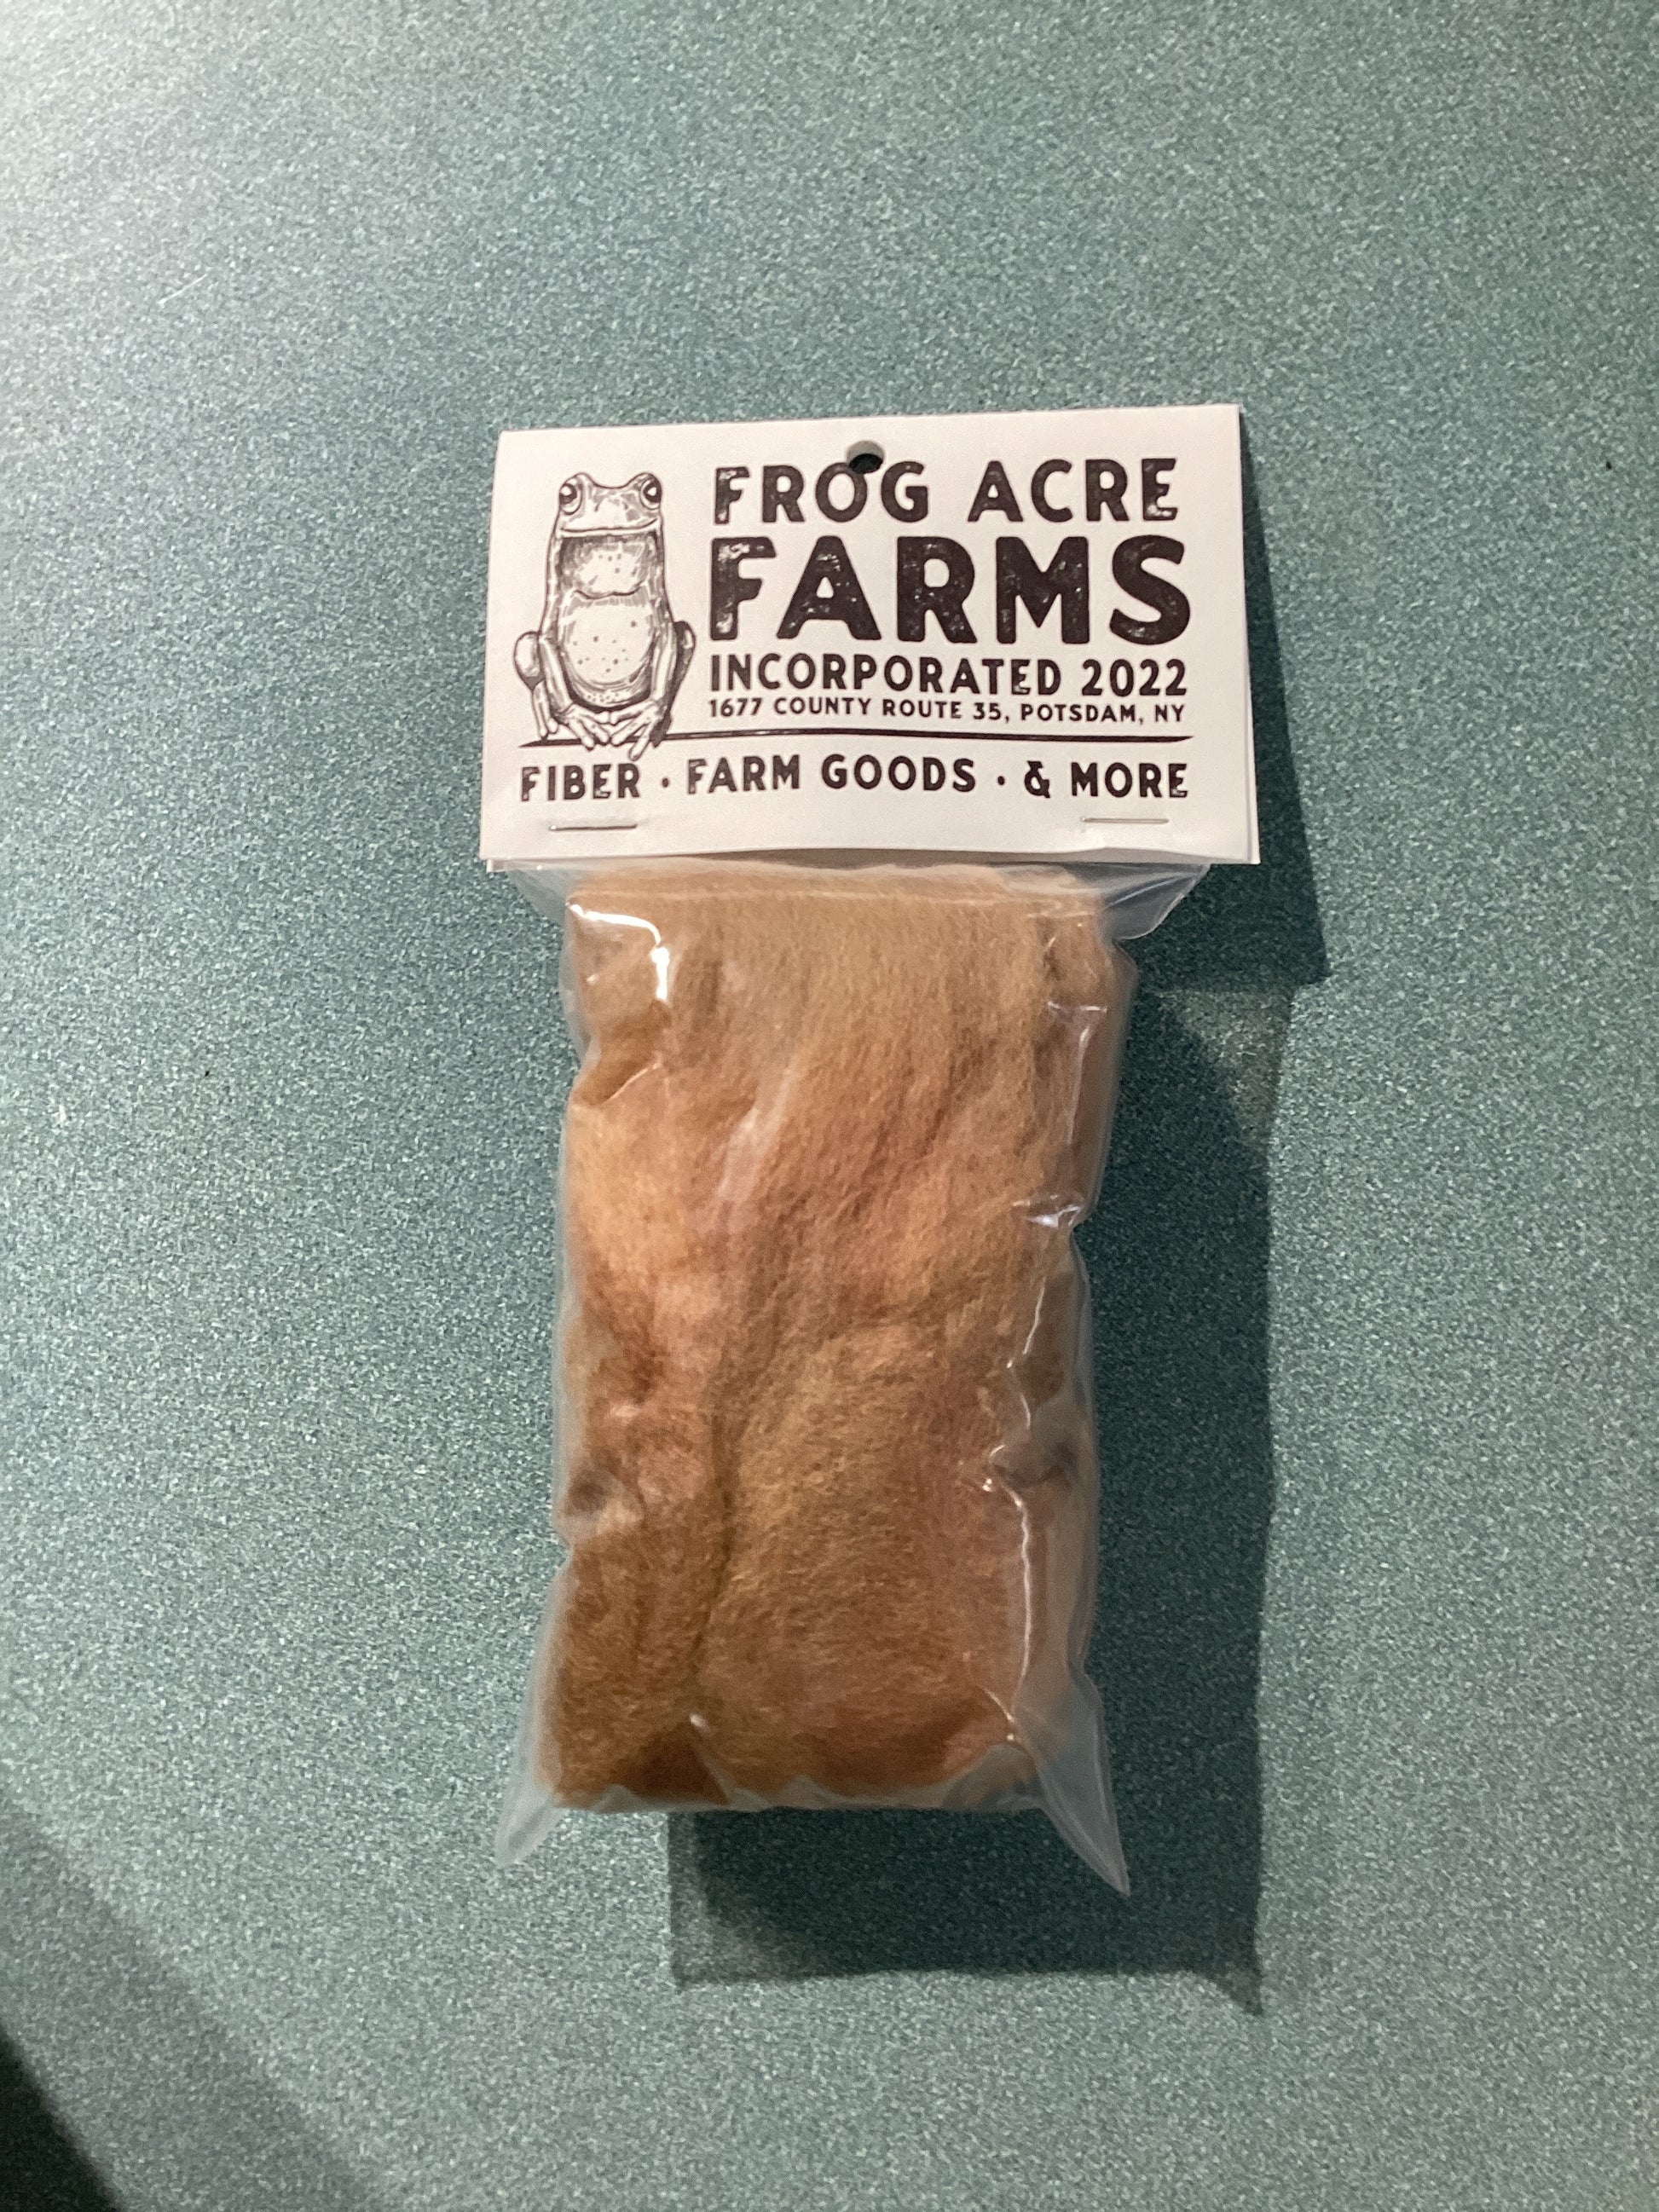 FROG ACRE
FARMS
INCORPORATED 2022
1677 COUNTY ROUTE 35, POTSDAM, NY
FIBER • FARM GOODS • & MORE